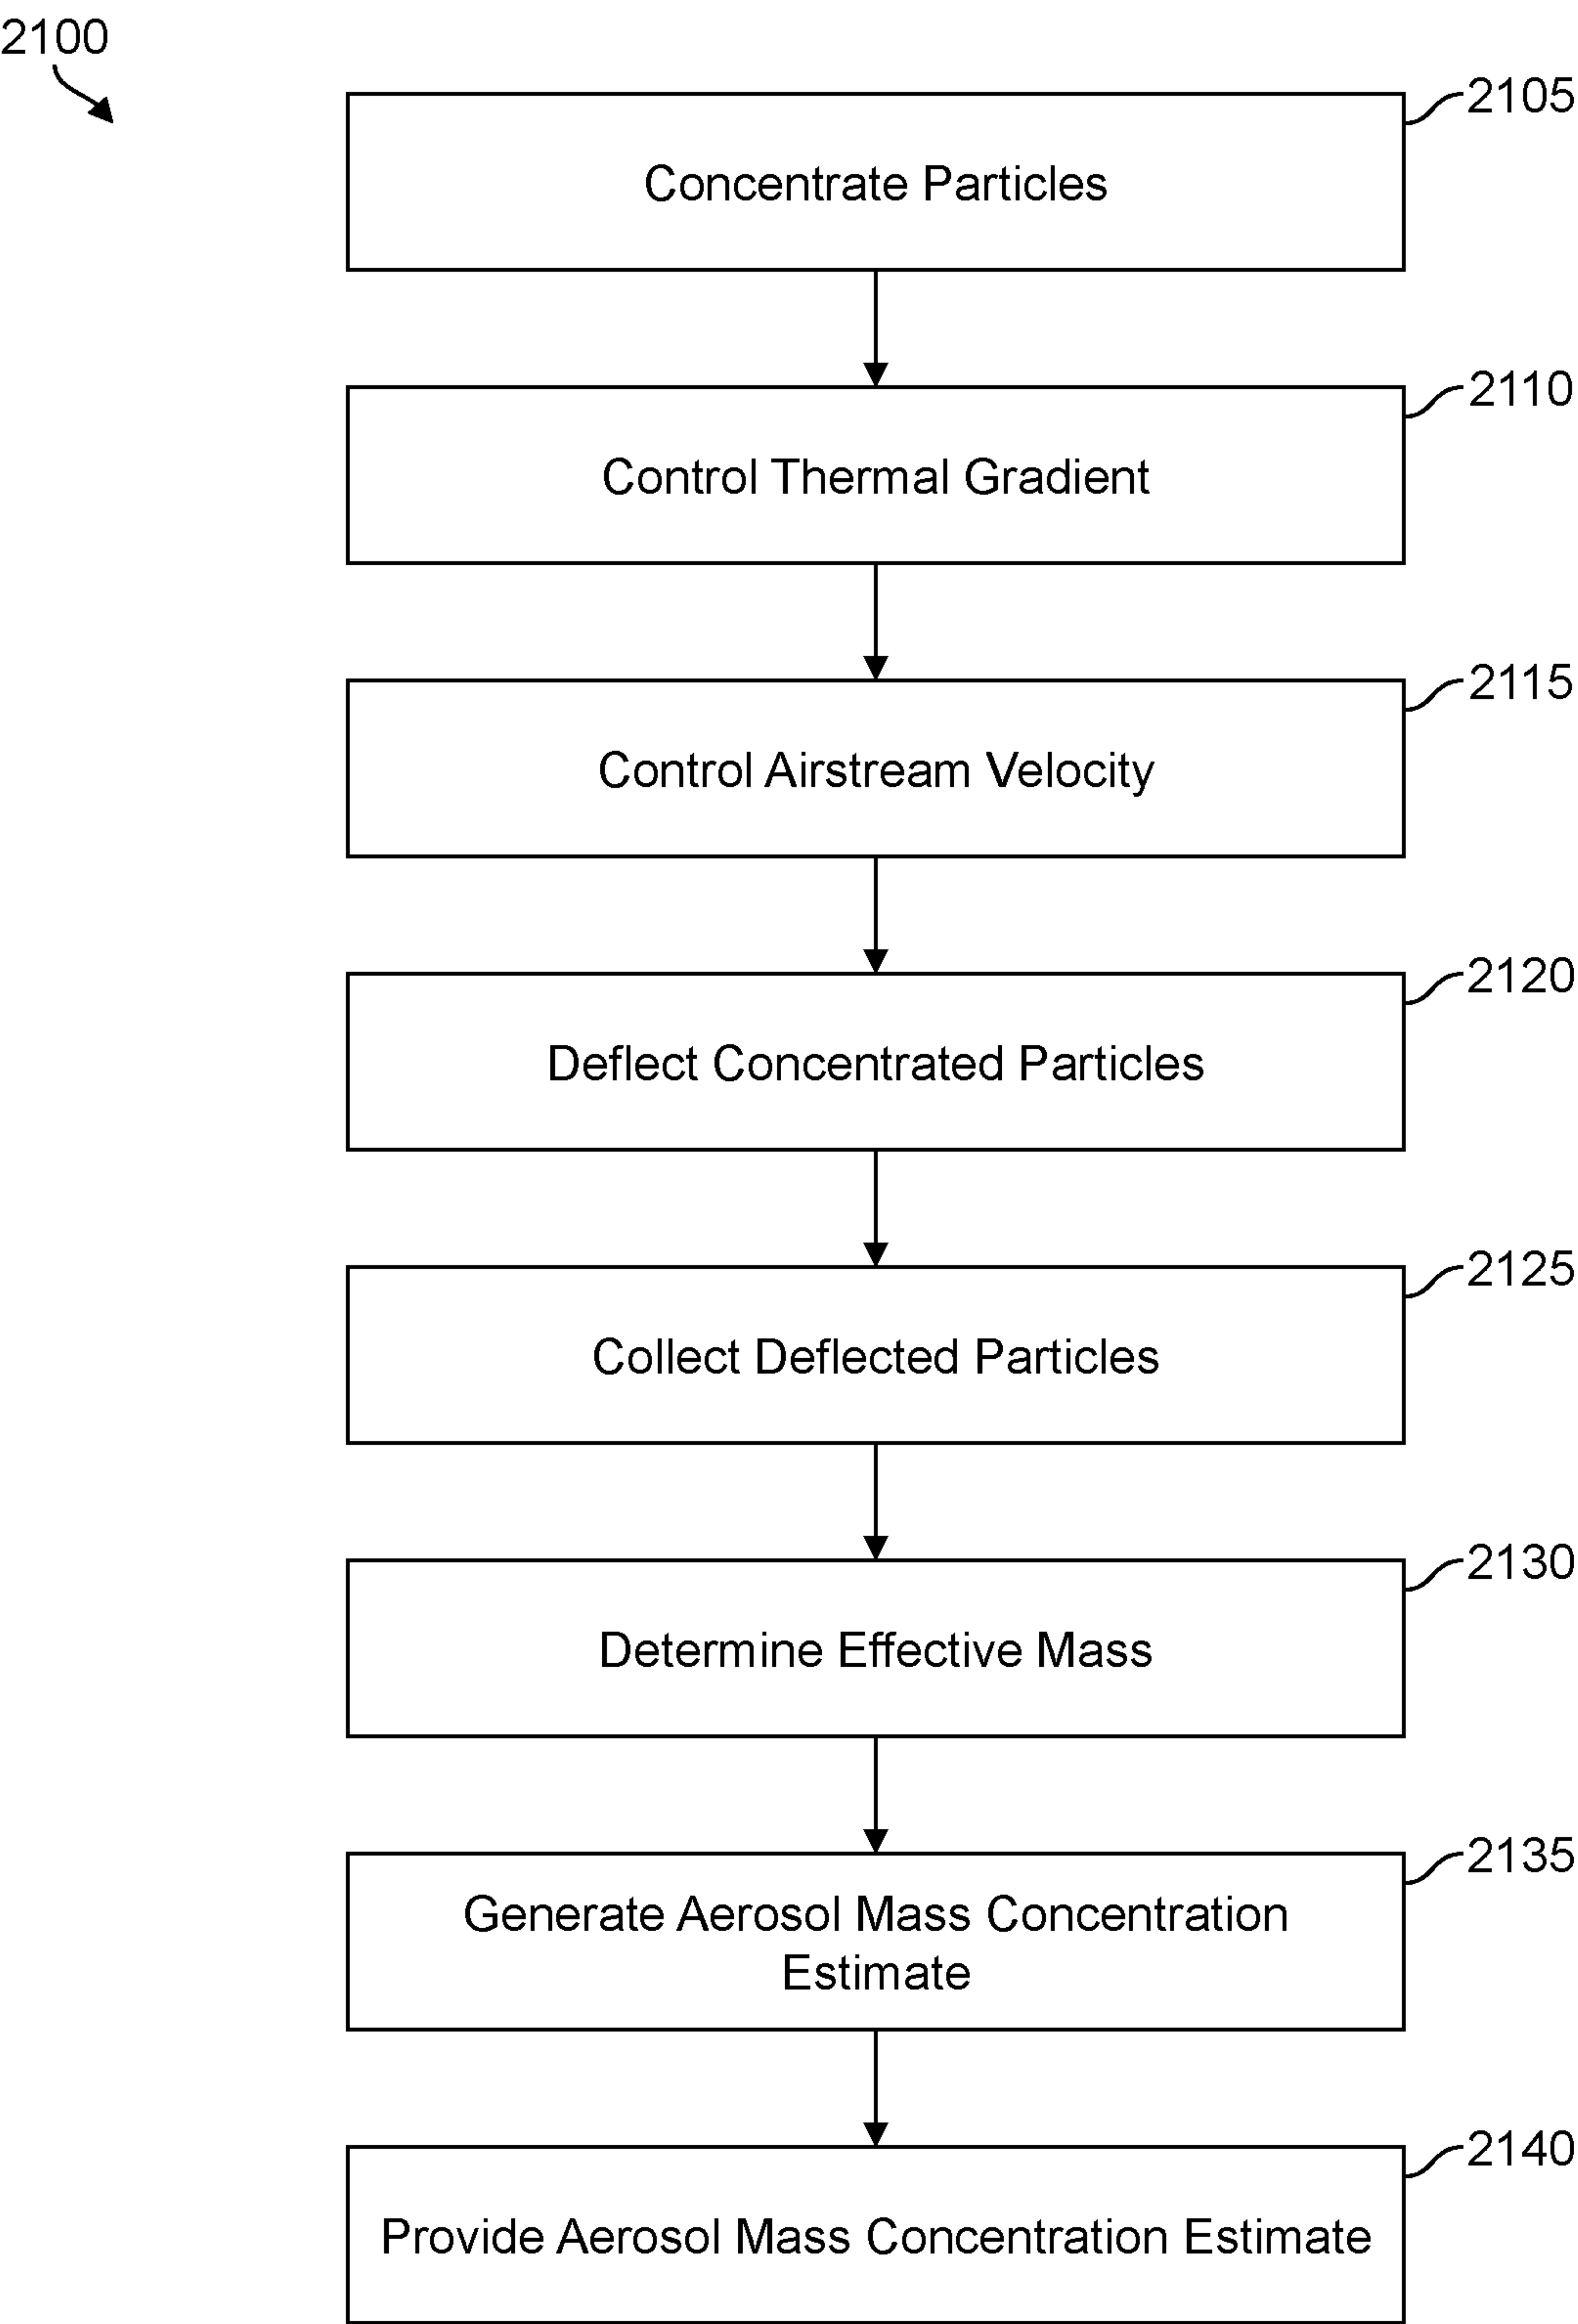 2100
2105
Concentrate Particles
2110
Control Thermal Gradient
2115
Control Airstream Velocity
2120
Deflect Concentrated Particles
2125
Collect Deflected Particles
2130
Determine Effective Mass
2135
Generate Aerosol Mass Concentration
Estimate
2140
Provide Aerosol Mass Concentration Estimate